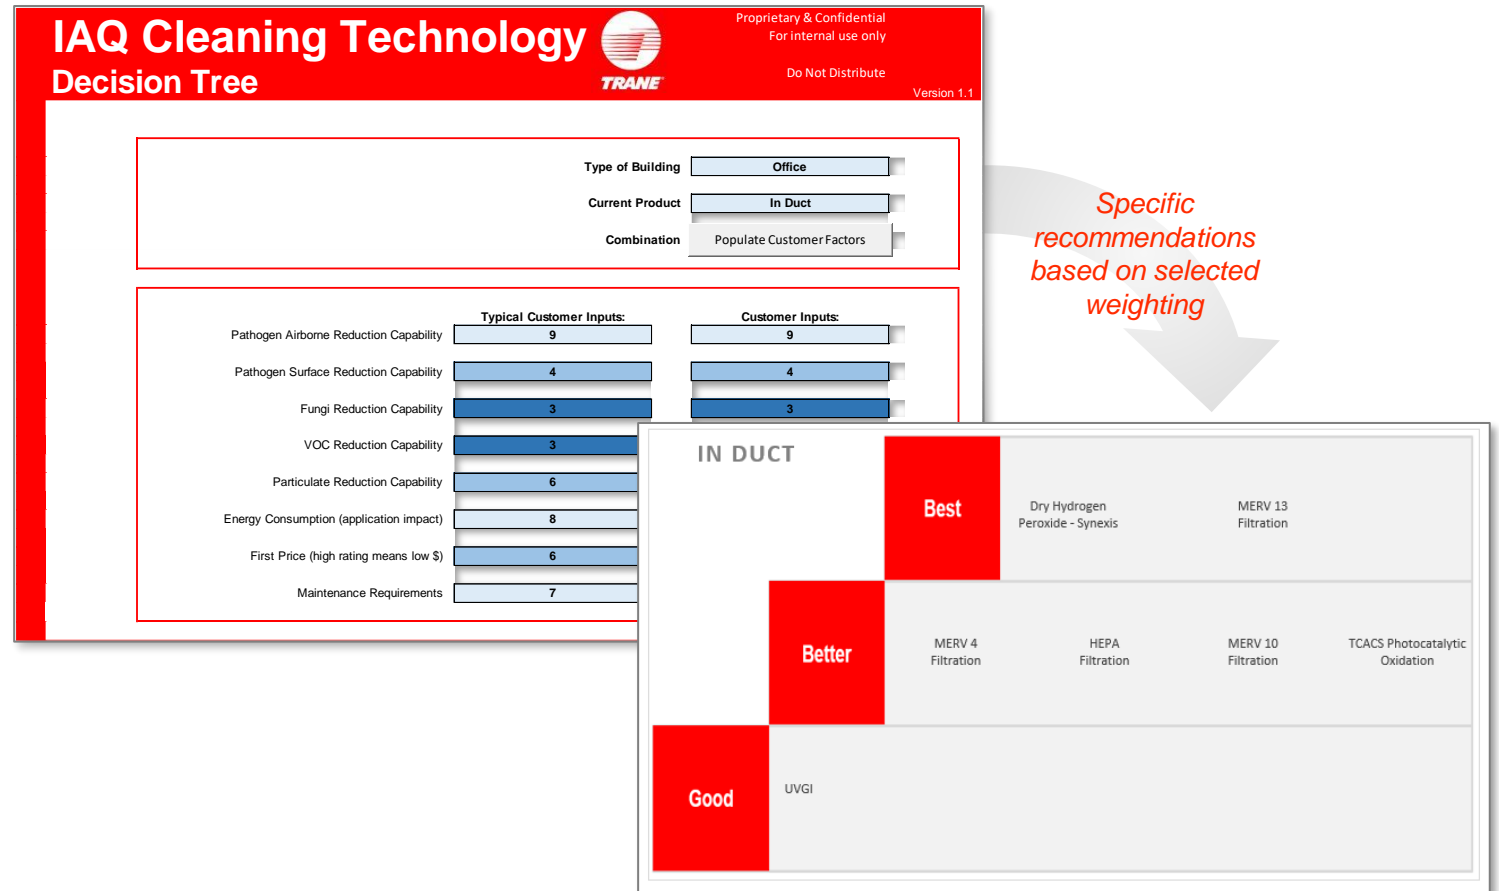 IAQ Cleaning Technology
Decision Tree
TRANE
Proprietary & Confidential
For internal use only
Do Not Distribute
Version 1.1
Type of Building Office
Current Product In Duct
Combination Populate Customer Factors
Typical Customer Inputs: Customer Inputs:
Pathogen Airborne Reduction Capability 9 9
Pathogen Surface Reduction Capability 4 4
Fungi Reduction Capability 3 3
VOC Reduction Capability 3
Particulate Reduction Capability 6
Energy Consumption (application impact) 8
First Price (high rating means low $) 6
Maintenance Requirements 7
Specific
recommendations
based on selected
weighting
IN DUCT
Best
Dry Hydrogen
Peroxide - Synexis
MERV 13
Filtration
Better
MERV 4
Filtration
HEPA
Filtration
MERV 10
Filtration
TCACS Photocatalytic
Oxidation
Good
UVGI